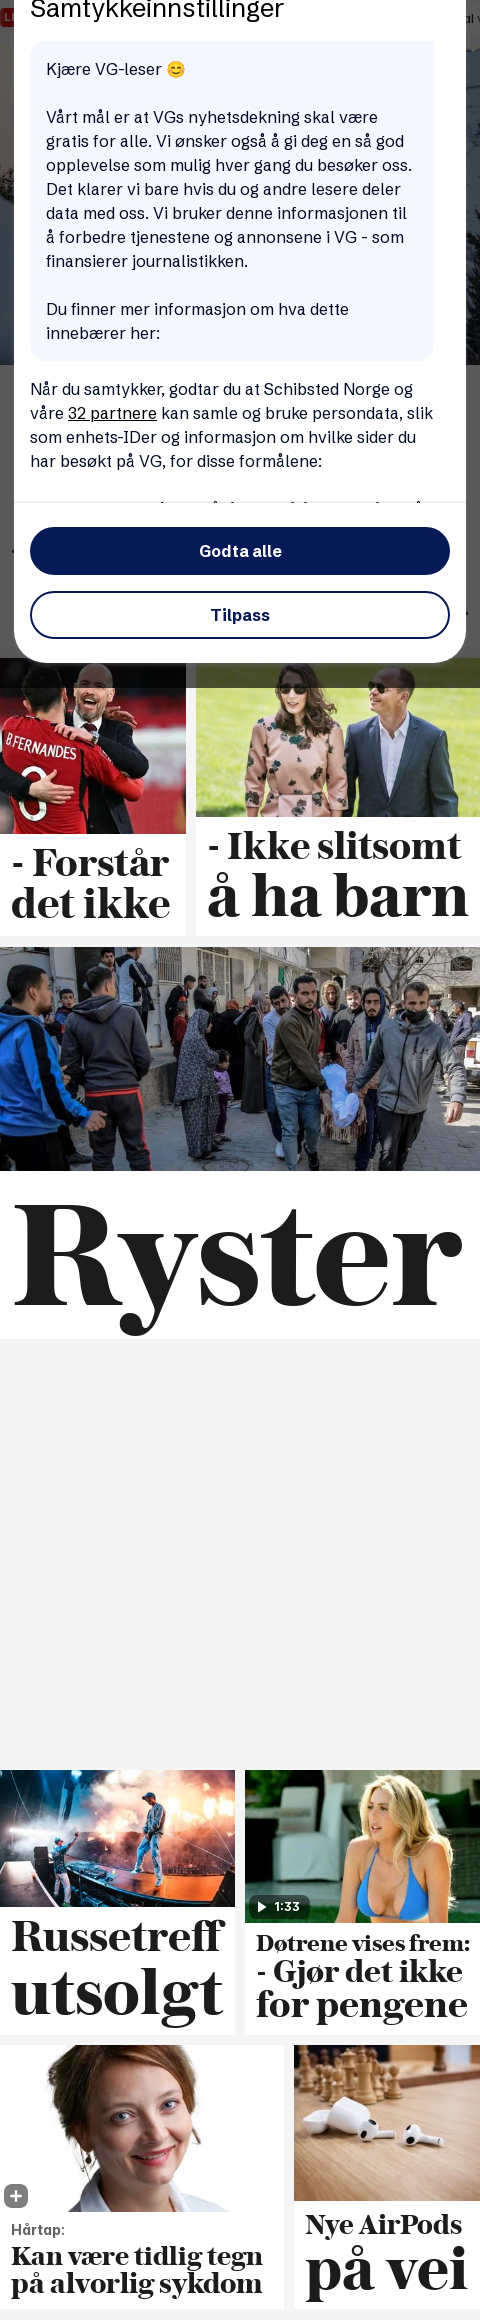 Samtykkeinnstillinger
Kjære VG-leser 😊
Vårt mål er at VGs nyhetsdekning skal være
gratis for alle. Vi ønsker også å gi deg en så god
opplevelse som mulig hver gang du besøker oss.
Det klarer vi bare hvis du og andre lesere deler
data med oss. Vi bruker denne informasjonen til
å forbedre tjenestene og annonsene i VG - som
finansierer journalistikken.
Du finner mer informasjon om hva dette
innebærer her:
Når du samtykker, godtar du at Schibsted Norge og
våre 32 partnere kan samle og bruke persondata, slik
som enhets-IDer og informasjon om hvilke sider du
har besøkt på VG, for disse formålene:
Godta alle
Tilpass
B.FERNANDES
8
- Forstår
det ikke
- Ikke slitsomt
å ha barn
Ryster
Russetreff
utsolgt
1:33
Døtrene vises frem:
- Gjør det ikke
for pengene
Hårtap:
Kan være tidlig tegn
på alvorlig sykdom
Nye AirPods
på vei